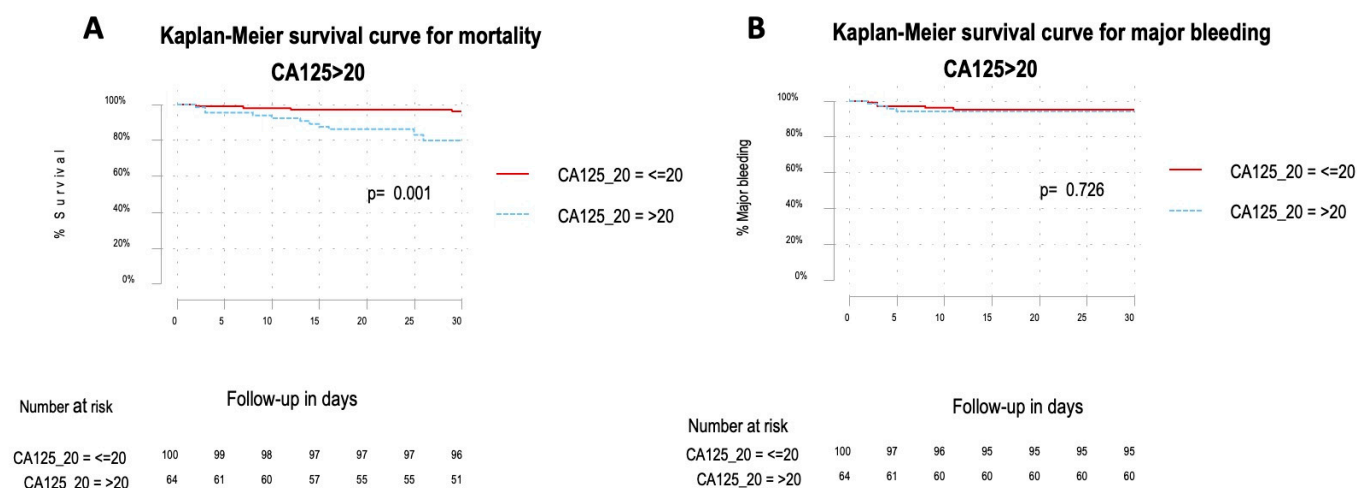 A
Kaplan-Meier survival curve for mortality
CA125>20
100%
80%
60%
40%
20%
0%
% Survival
p= 0.001
CA125_20 = <=20
CA125_20 = >20
0 5 10 15 20 25 30
Follow-up in days
Number at risk
CA125_20 = <=20 100 99 98 97 97 97 96
CA125_20 = >20 64 61 60 57 55 55 51
B
Kaplan-Meier survival curve for major bleeding
CA125>20
100%
80%
60%
40%
20%
0%
% Major bleeding
p= 0.726
CA125_20 = <=20
CA125_20 = >20
0 5 10 15 20 25 30
Follow-up in days
Number at risk
CA125_20 = <=20 100 97 96 95 95 95 95
CA125_20 = >20 64 61 60 60 60 60 60